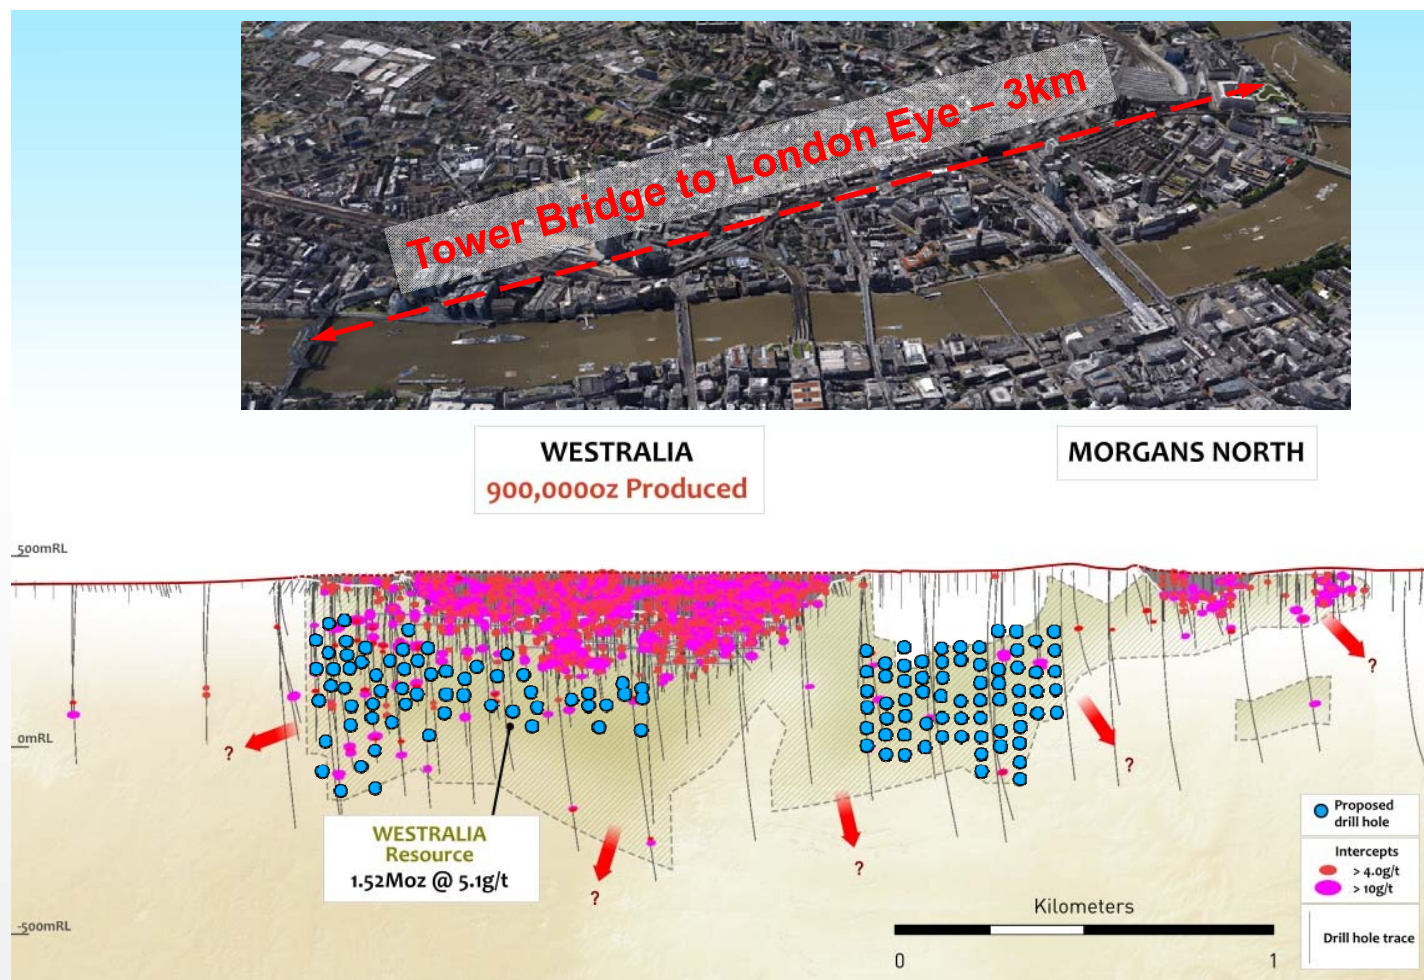 Tower Bridge to London Eye – 3km
WESTRALIA
900,000oz Produced
MORGANS NORTH
500mRL
0mRL
-500mRL
?
?
?
?
?
WESTRALIA
Resource
1.52Moz @ 5.1g/t
Proposed
drill hole
Intercepts
> 4.0g/t
> 10g/t
Drill hole trace
Kilometers
0
1